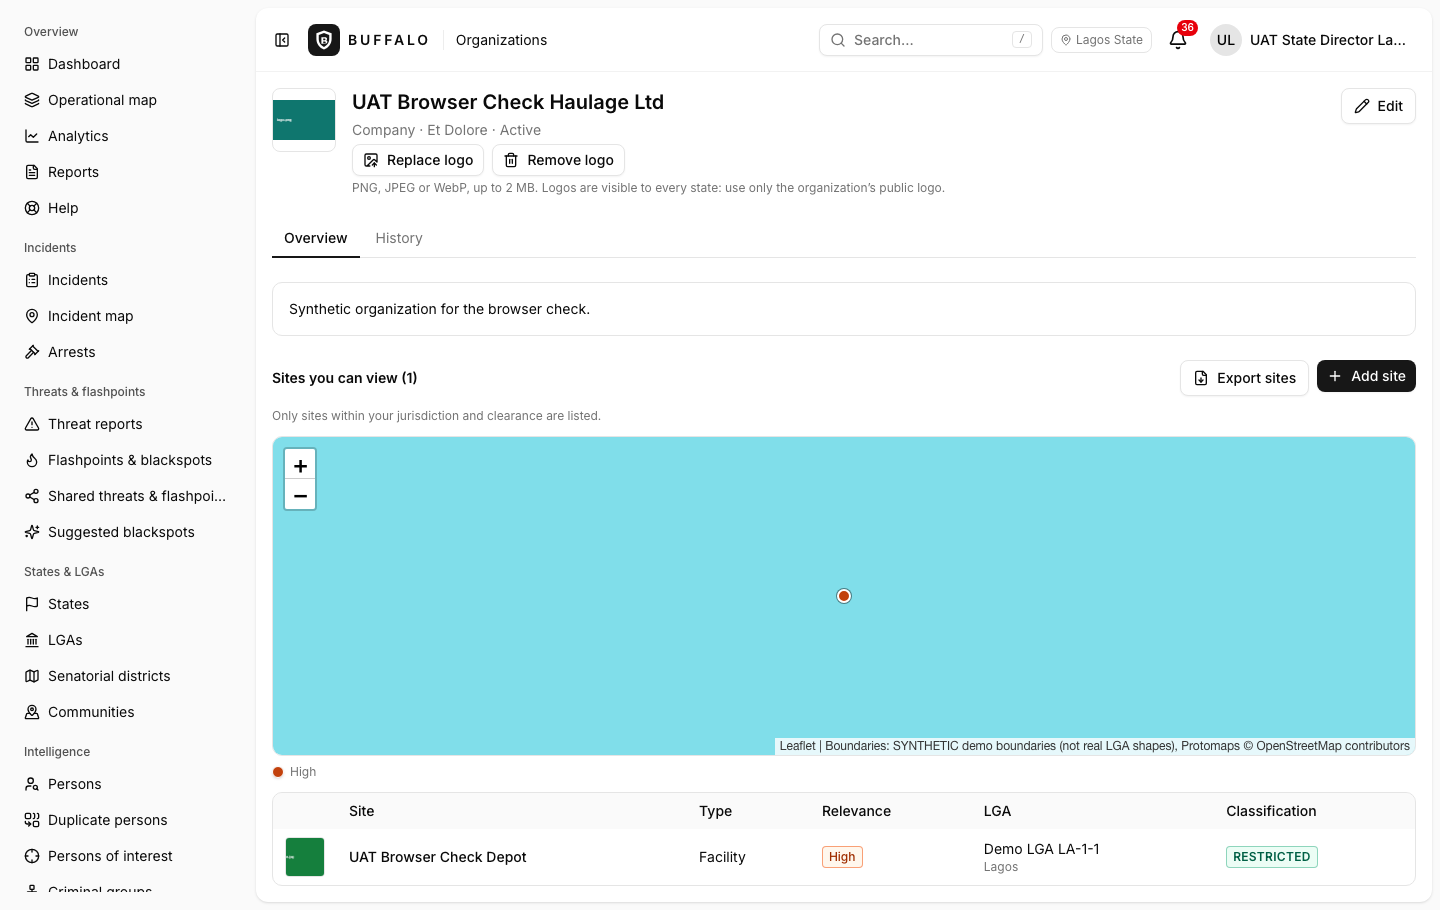 Overview
Dashboard
Operational map
Analytics
Reports
Help
Incidents
Incidents
Incident map
Arrests
Threats & flashpoints
Threat reports
Flashpoints & blackspots
Shared threats & flashpoi...
Suggested blackspots
States & LGAs
States
LGAs
Senatorial districts
Communities
Intelligence
Persons
Duplicate persons
Persons of interest
BUFFALO
Organizations
Search...
/
Lagos State
36
UL
UAT State Director La...
UAT Browser Check Haulage Ltd
Company · Et Dolore · Active
Replace logo
Remove logo
PNG, JPEG or WebP, up to 2 MB. Logos are visible to every state: use only the organization's public logo.
Edit
Overview
History
Synthetic organization for the browser check.
Sites you can view (1)
Export sites
Add site
Only sites within your jurisdiction and clearance are listed.
+
−
Leaflet | Boundaries: SYNTHETIC demo boundaries (not real LGA shapes), Protomaps © OpenStreetMap contributors
High
Site Type Relevance LGA Classification
UAT Browser Check Depot Facility High Demo LGA LA-1-1 RESTRICTED
Lagos